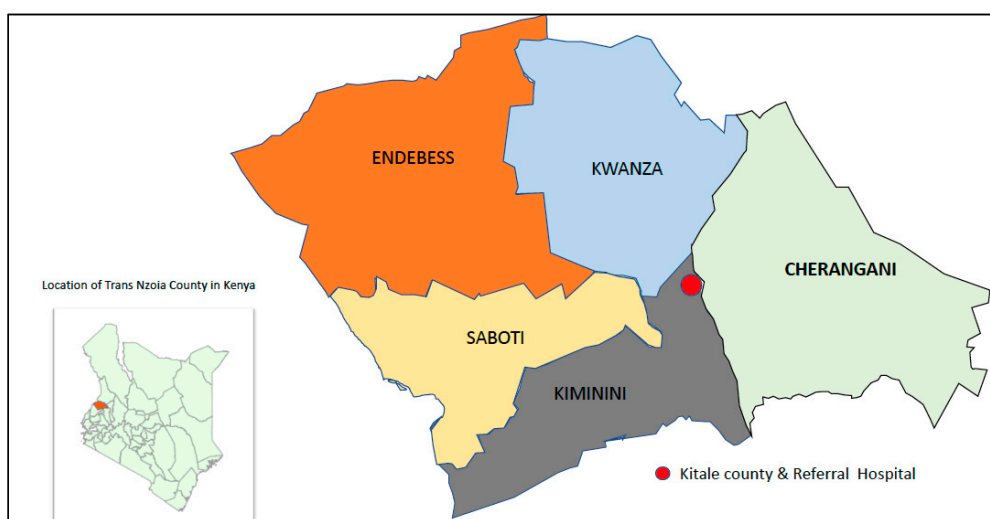 ENDEBESS
KWANZA
CHERANGANI
Location of Trans Nzoia County in Kenya
SABOTI
KIMININI
Kitale county & Referral Hospital